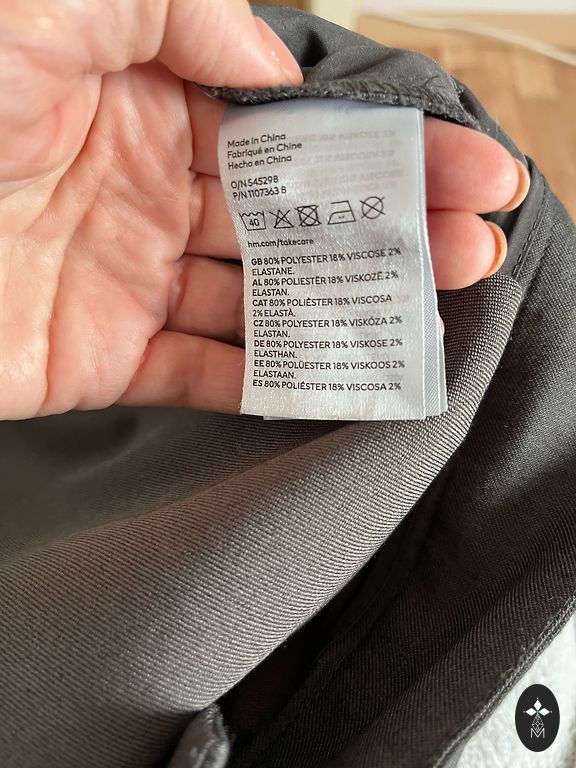 Made in China
Fabriqué en Chine
Hecho en China
O/N 545298
P/N 1107363 8
40
hm.com/takecare
GB 80% POLYESTER 18% VISCOSE 2%
ELASTANE.
AL 80% POLIESTËR 18% VISKOZË 2%
ELASTAN.
CAT 80% POLIÈSTER 18% VISCOSA
2% ELASTÀ.
CZ 80% POLYESTER 18% VISKÓZA 2%
ELASTAN.
DE 80% POLYESTER 18% VISKOSE 2%
ELASTHAN.
EE 80% POLÜESTER 18% VISKOOS 2%
ELASTAAN.
ES 80% POLIÉSTER 18% VISCOSA 2%